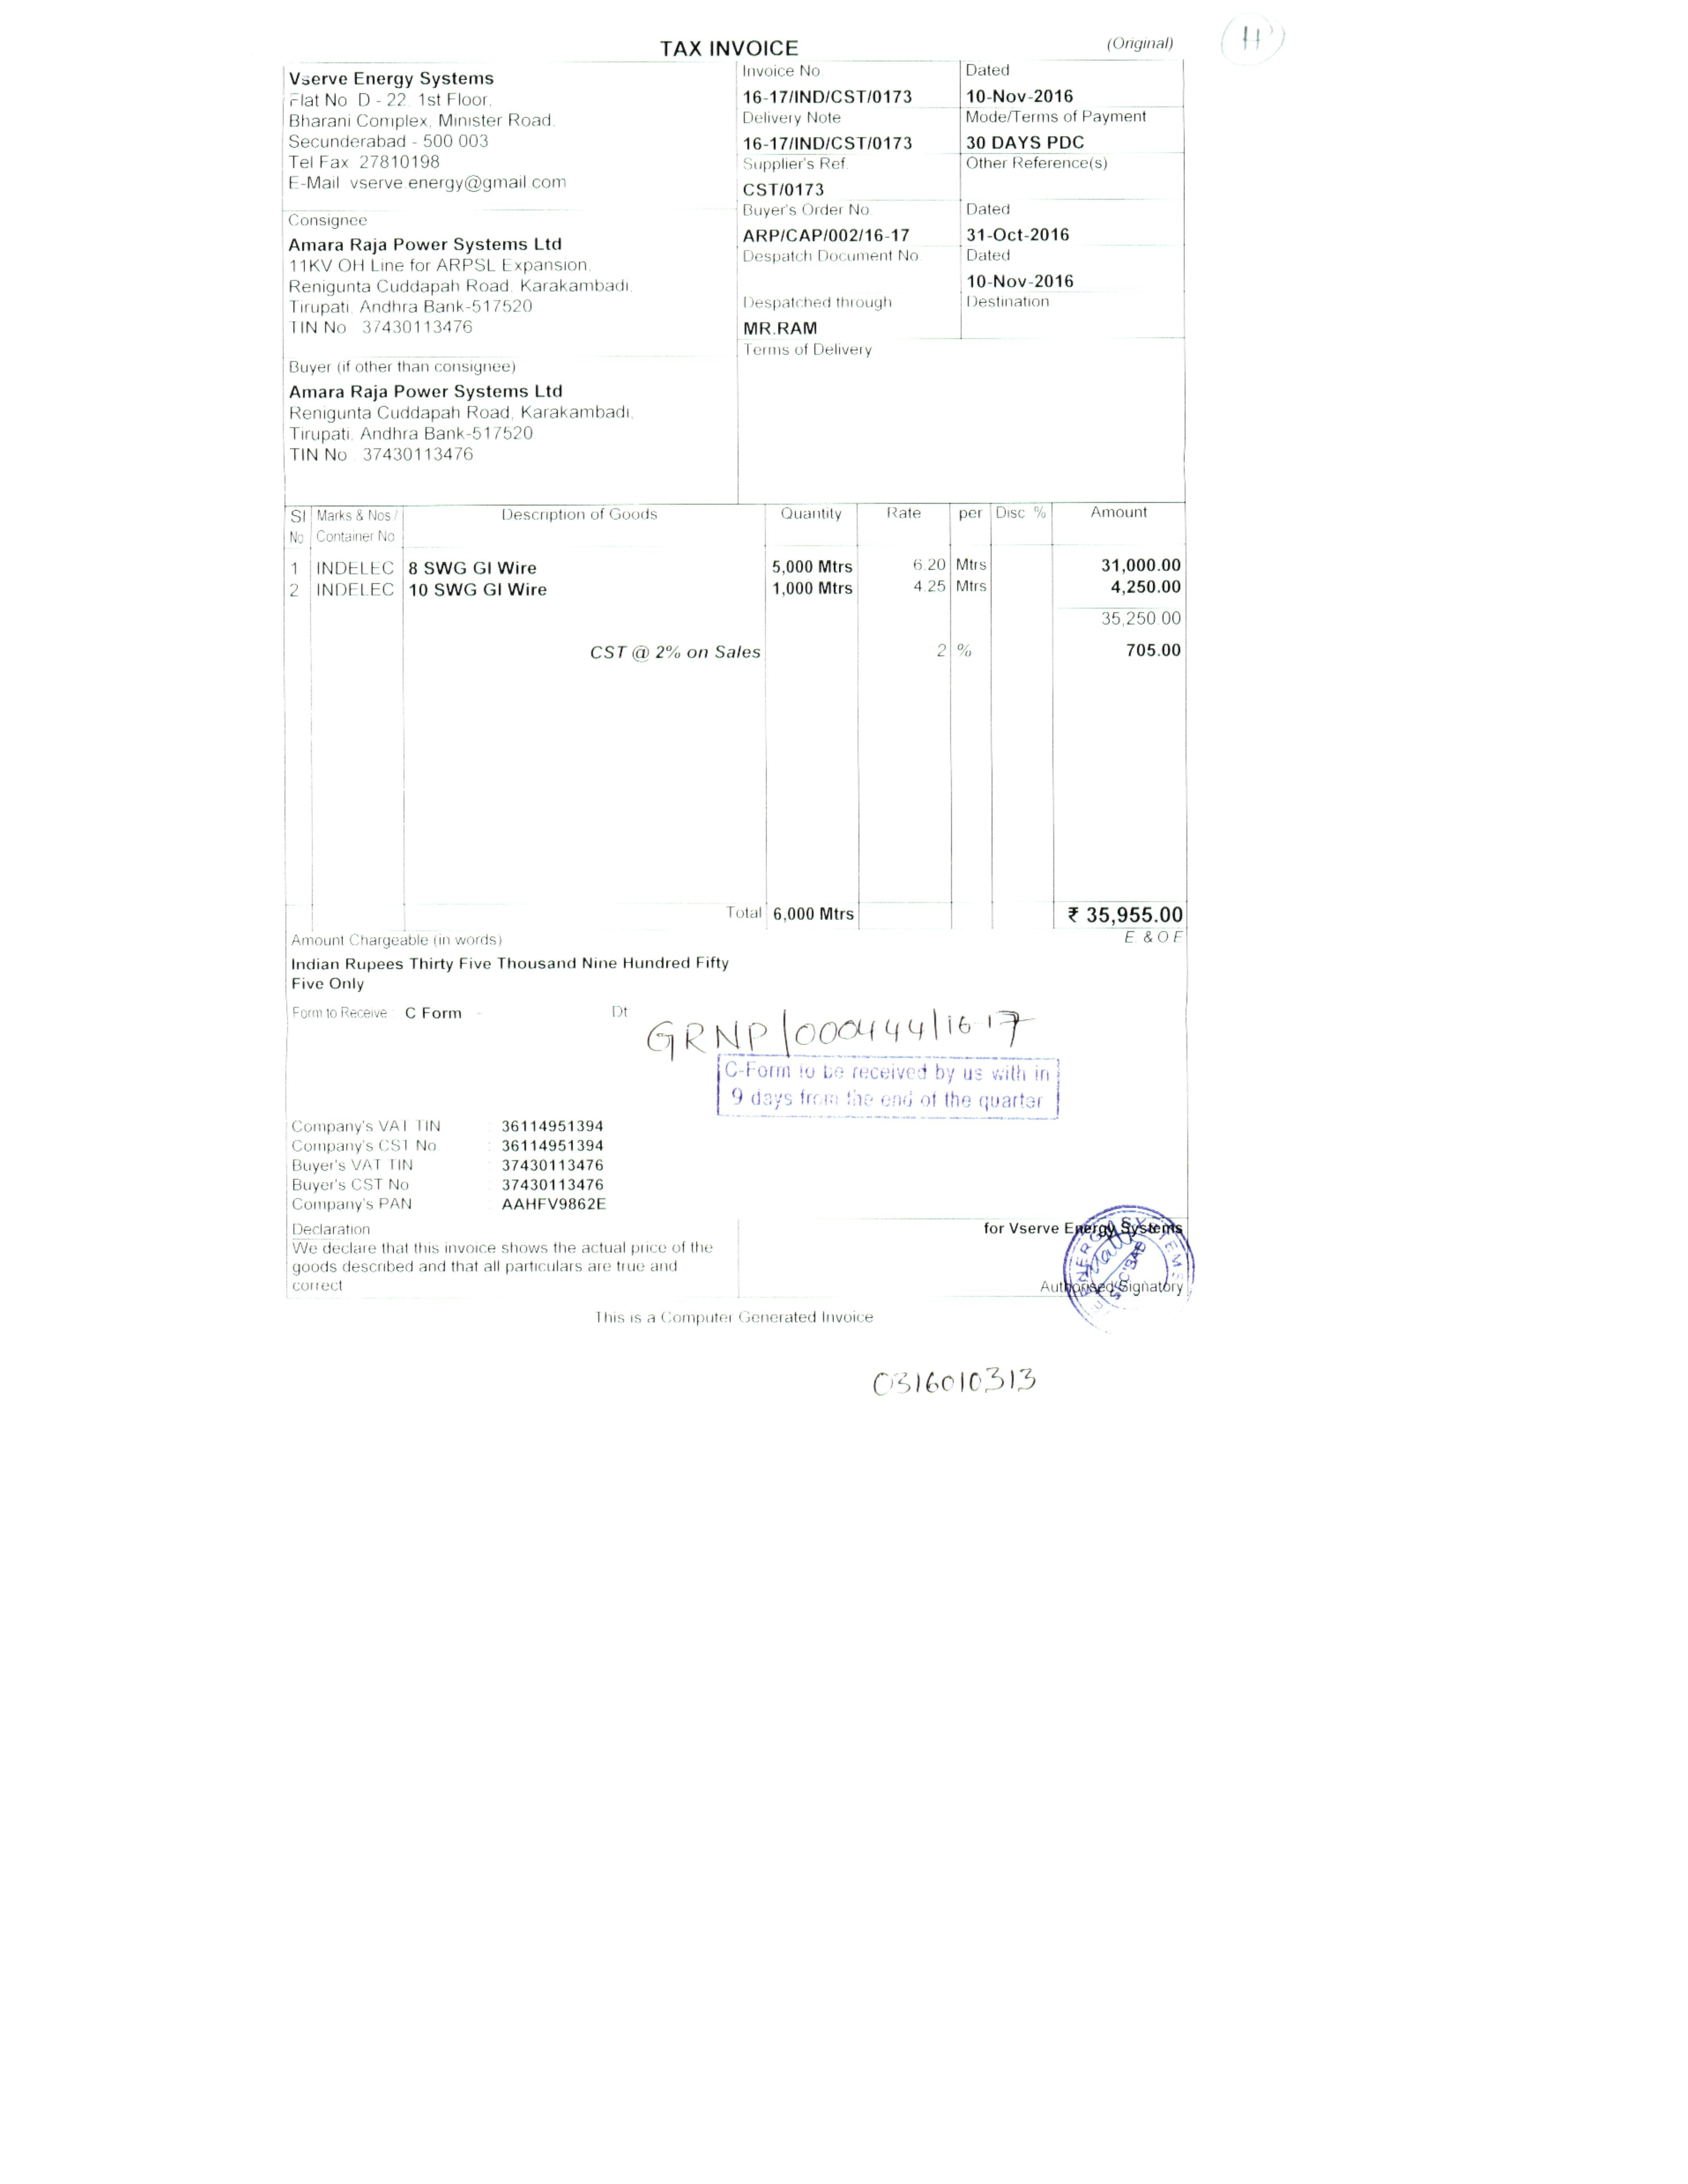 TAX INVOICE
(Original)
Vserve Energy Systems
Flat No D - 22. 1st Floor,
Bharani Complex, Minister Road.
Secunderabad - 500 003
Tel Fax 27810198
E-Mail vserve.energy@gmail.com
Invoice No
16-17/IND/CST/0173
Dated
10-Nov-2016
Delivery Note
16-17/IND/CST/0173
Mode/Terms of Payment
30 DAYS PDC
Supplier's Ref.
CST/0173
Other Reference(s)
Consignee
Amara Raja Power Systems Ltd
11KV OH Line for ARPSL Expansion,
Renigunta Cuddapah Road, Karakambadi,
Tirupati, Andhra Bank-517520
TIN No 37430113476
Buyer's Order No
ARP/CAP/002/16-17
Dated
31-Oct-2016
Despatch Document No.
Dated
10-Nov-2016
Despatched through
MR.RAM
Destination
Terms of Delivery
Buyer (if other than consignee)
Amara Raja Power Systems Ltd
Renigunta Cuddapah Road, Karakambadi,
Tirupati, Andhra Bank-517520
TIN No 37430113476
Sl No Marks & Nos / Container No Description of Goods Quantity Rate per Disc % Amount
1 INDELEC 8 SWG GI Wire 5,000 Mtrs 6.20 Mtrs 31,000.00
2 INDELEC 10 SWG GI Wire 1,000 Mtrs 4.25 Mtrs 4,250.00
35,250.00
CST @ 2% on Sales 2 % 705.00
Total 6,000 Mtrs ₹ 35,955.00
Amount Chargeable (in words) E. & O.E
Indian Rupees Thirty Five Thousand Nine Hundred Fifty
Five Only
Form to Receive : C Form - Dt
GRNP/000444/16-17
C-Form to be received by us with in
9 days from the end of the quarter
Company's VAT TIN : 36114951394
Company's CST No : 36114951394
Buyer's VAT TIN : 37430113476
Buyer's CST No : 37430113476
Company's PAN : AAHFV9862E
Declaration
We declare that this invoice shows the actual price of the
goods described and that all particulars are true and
correct
for Vserve Energy Systems
SEC'BAD
Authorised Signatory
This is a Computer Generated Invoice
0316010313